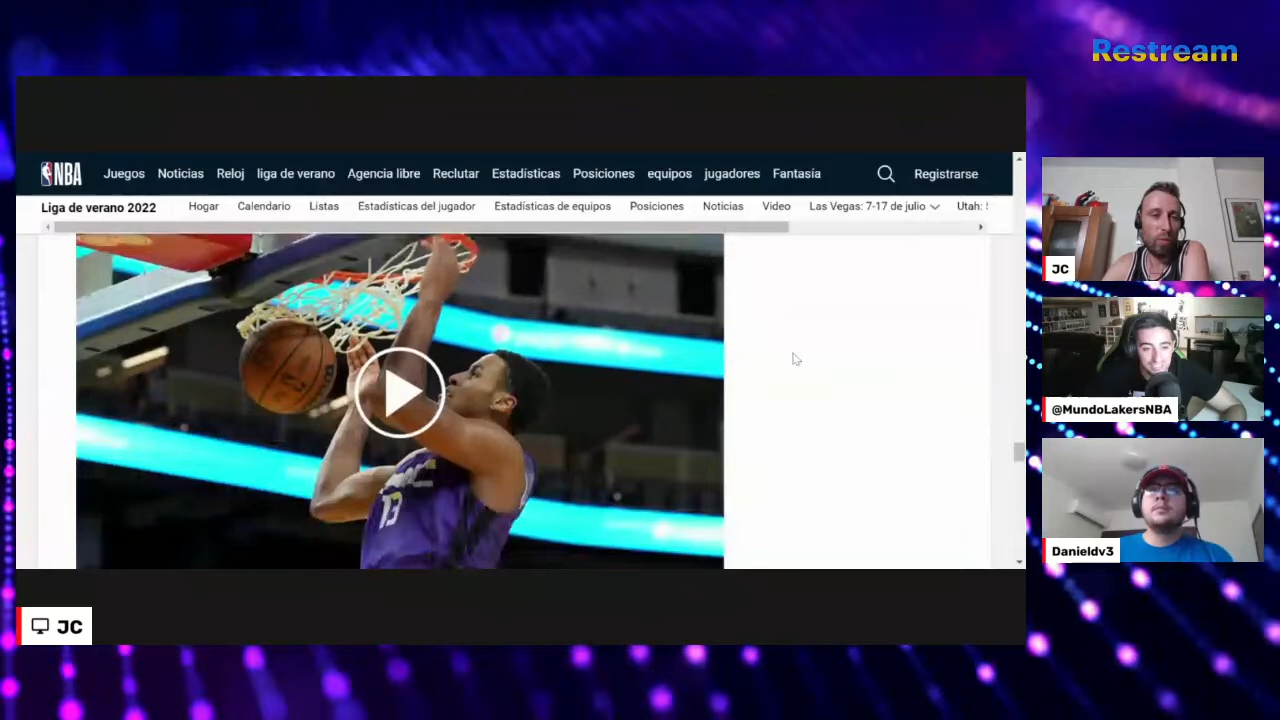 Restream
NBA Juegos Noticias Reloj liga de verano Agencia libre Reclutar Estadísticas Posiciones equipos jugadores Fantasía Registrarse
Liga de verano 2022 Hogar Calendario Listas Estadísticas del jugador Estadísticas de equipos Posiciones Noticias Video Las Vegas: 7-17 de julio Utah:
13
JC
@MundoLakersNBA
Danieldv3
JC